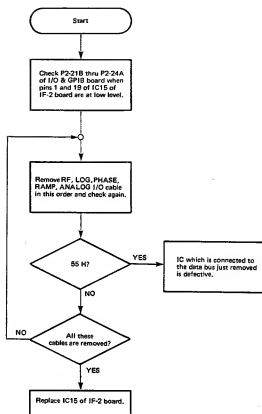 Start
Check P2-21B thru P2-24A
of I/O & GPIB board when
pins 1 and 19 of IC15 of
IF-2 board are at low level.
Remove RF, LOG, PHASE,
RAMP, ANALOG I/O cable
in this order and check again.
55 H?
YES
IC which is connected to
the data bus just removed
is defective.
NO
All these
cables are removed?
NO
YES
Replace IC15 of IF-2 board.